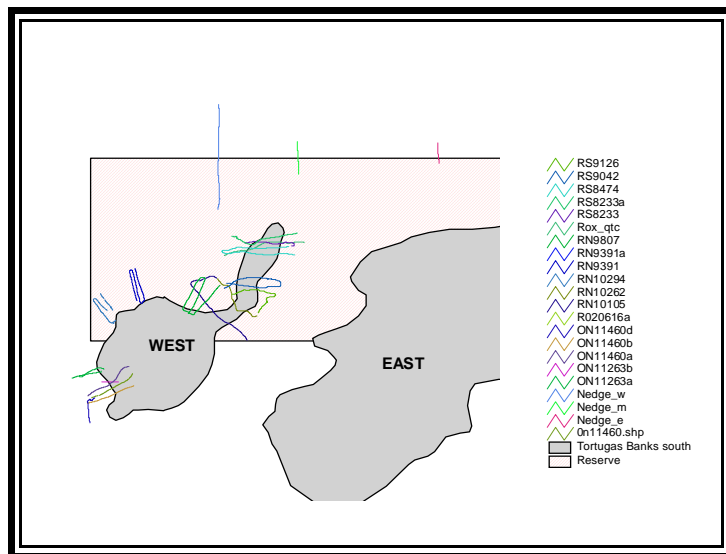 WEST
EAST
RS9126
RS9042
RS8474
RS8233a
RS8233
Rox_qtc
RN9807
RN9391a
RN9391
RN10294
RN10262
RN10105
R020616a
ON11460d
ON11460b
ON11460a
ON11263b
ON11263a
Nedge_w
Nedge_m
Nedge_e
0n11460.shp
Tortugas Banks south
Reserve